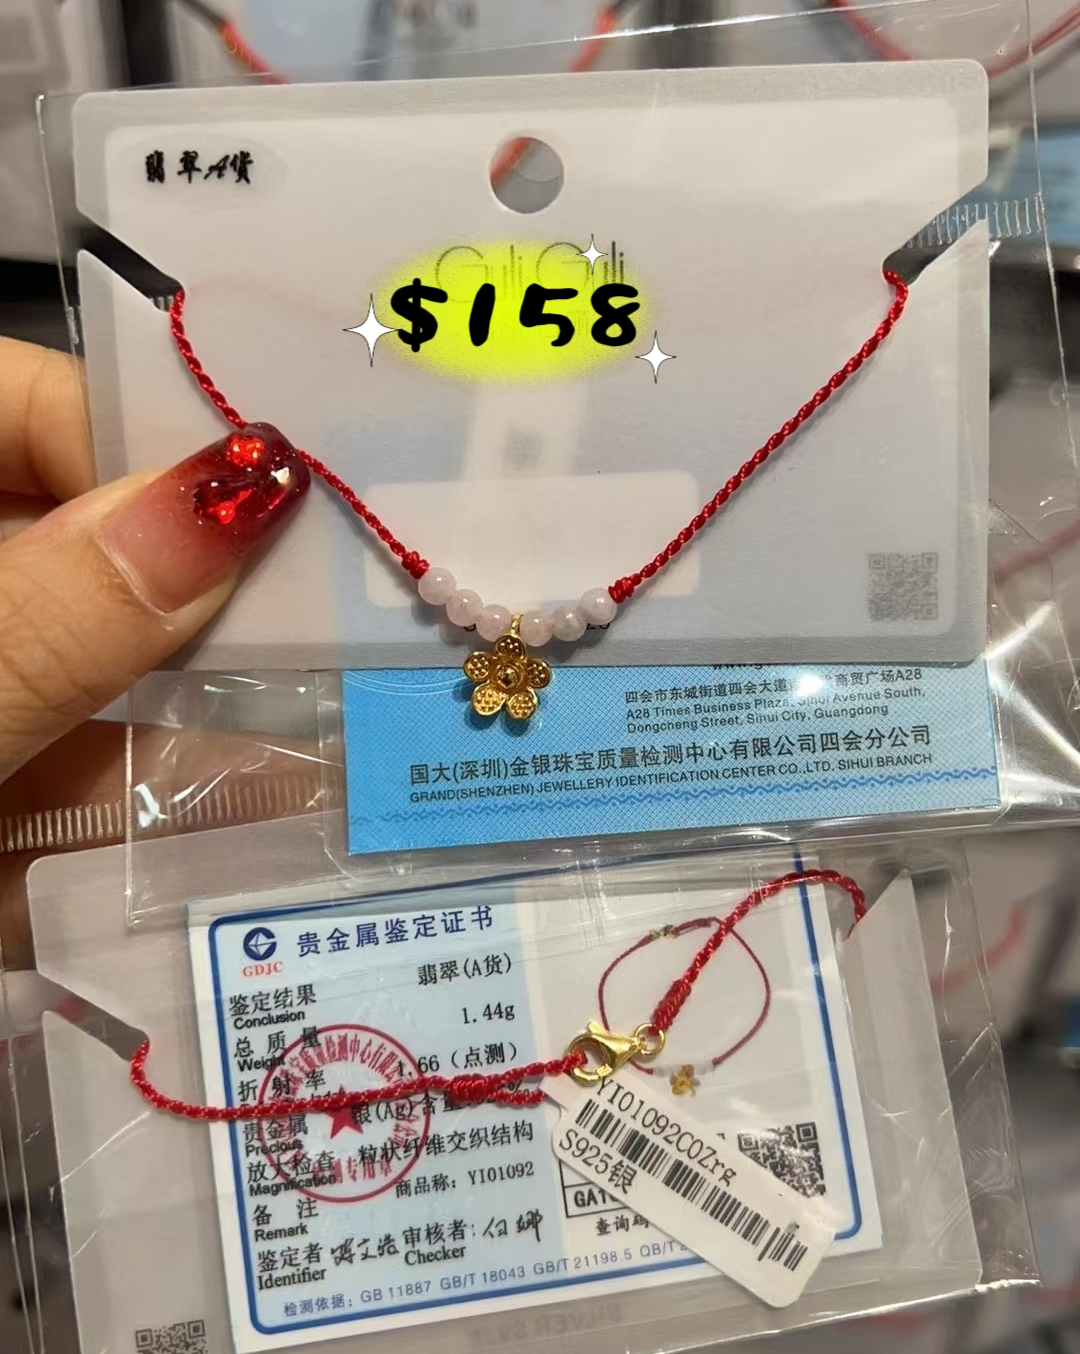 翡翠A货
Guli Guli
$158
四会市东城街道四会大道
商贸广场A28
A28 Times Business Plaza, Sihui Avenue South,
Dongcheng Street, Sihui City, Guangdong
国大(深圳)金银珠宝质量检测中心有限公司四会分公司
GRAND(SHENZHEN) JEWELLERY IDENTIFICATION CENTER CO.,LTD. SIHUI BRANCH
GDJC
贵金属鉴定证书
鉴定结果 翡翠(A货)
Conclusion
总质量 1.44g
Weight
折射率 1.66（点测）
贵金属 银(Ag)含量
Precious
放大检查 粒状纤维交织结构
Magnification
备注 商品称: YI01092
Remark
鉴定者 审核者:
Identifier Checker
检测依据: GB 11887 GB/T 18043 GB/T 21198.5 QB/T
YI01092C0Zrg
S925银
查询码